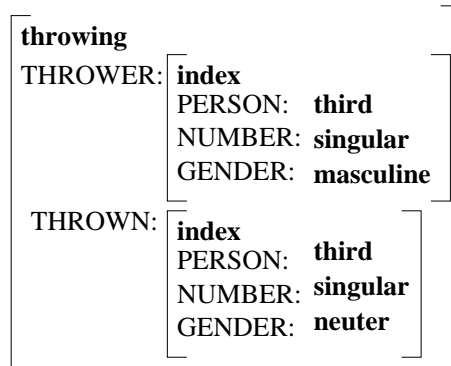 throwing
THROWER: index
PERSON: third
NUMBER: singular
GENDER: masculine
THROWN: index
PERSON: third
NUMBER: singular
GENDER: neuter